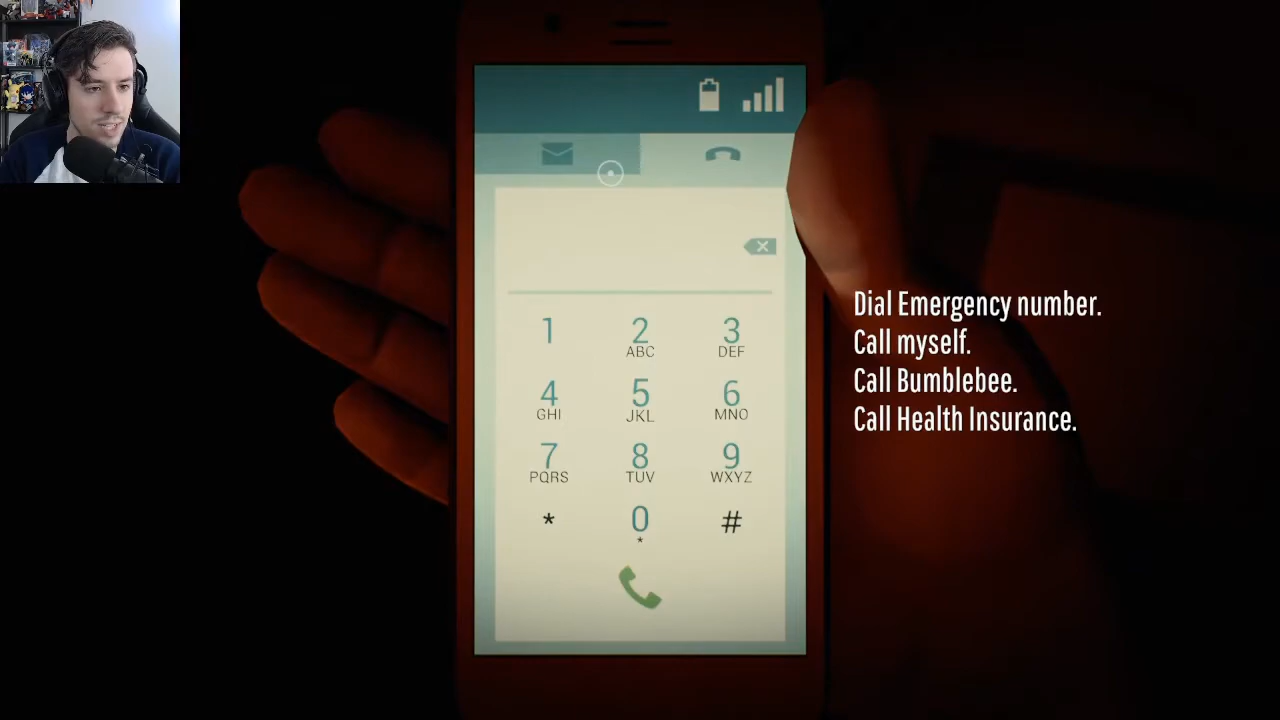 1 2 3
ABC DEF
4 5 6
GHI JKL MNO
7 8 9
PQRS TUV WXYZ
* 0 #
*
Dial Emergency number.
Call myself.
Call Bumblebee.
Call Health Insurance.